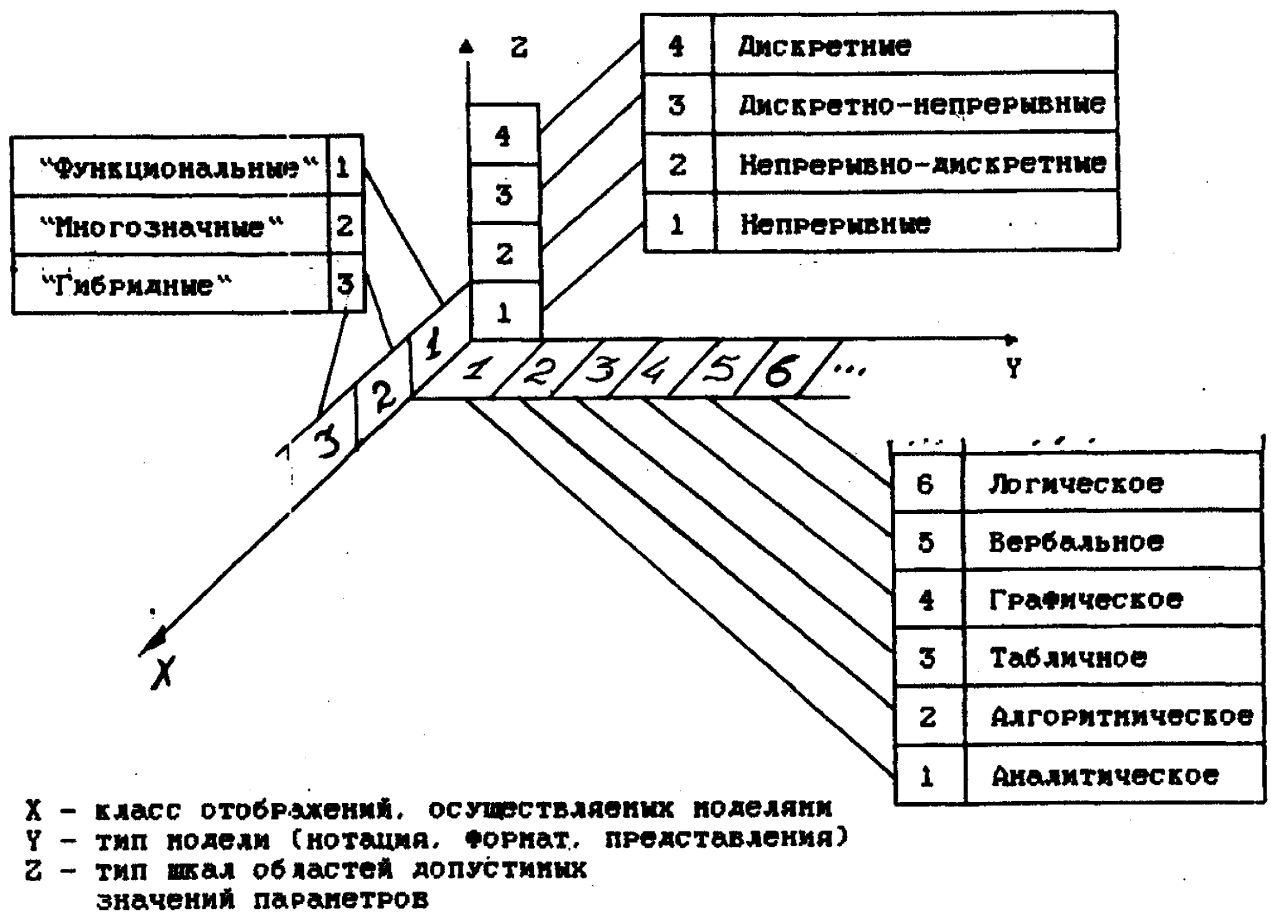 Z
4 Дискретные
3 Дискретно-непрерывные
2 Непрерывно-дискретные
1 Непрерывные
"Функциональные" 1
"Многозначные" 2
"Гибридные" 3
4
3
2
1
1 2 3
1 2 3 4 5 6 ...
Y
X
... ...
6 Логическое
5 Вербальное
4 Графическое
3 Табличное
2 Алгоритмическое
1 Аналитическое
X - класс отображений, осуществляемых моделями
Y - тип модели (нотация, формат, представления)
Z - тип шкал областей допустимых
значений параметров